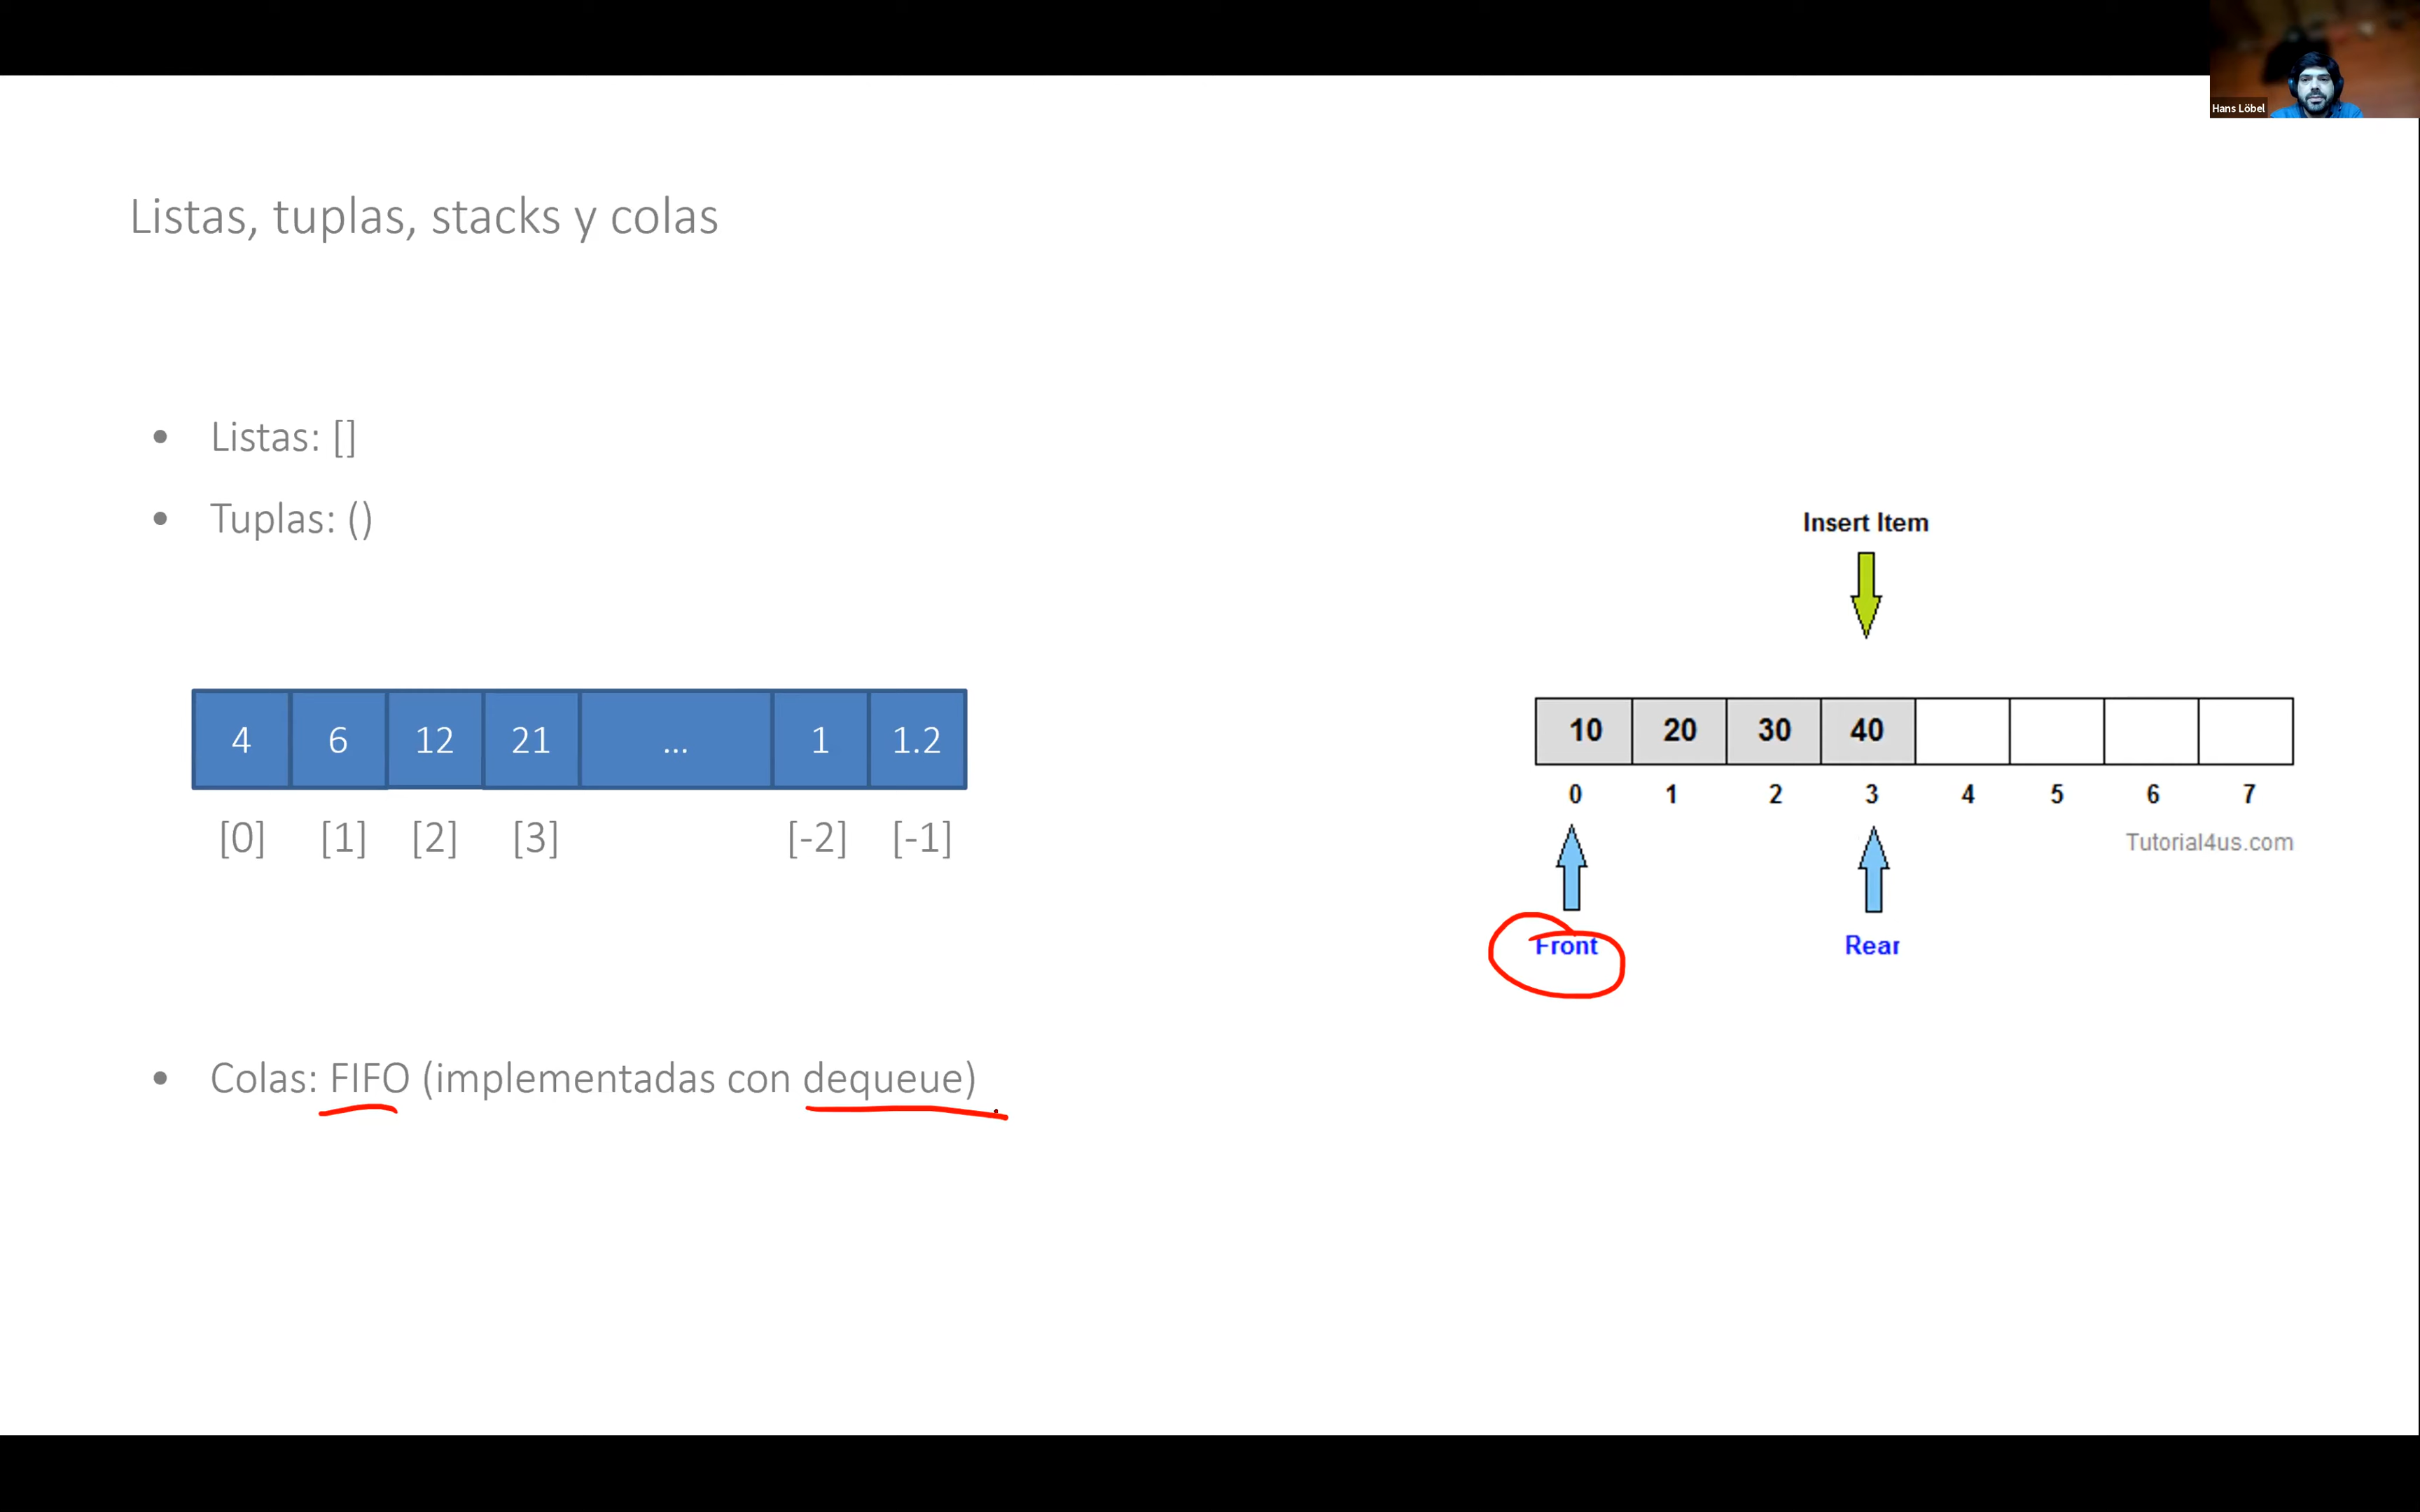 Hans Löbel
Listas, tuplas, stacks y colas
• Listas: []
• Tuplas: ()
4 6 12 21 ... 1 1.2
[0] [1] [2] [3] [-2] [-1]
• Colas: FIFO (implementadas con dequeue)
Insert Item
10 20 30 40
0 1 2 3 4 5 6 7
Tutorial4us.com
Front Rear